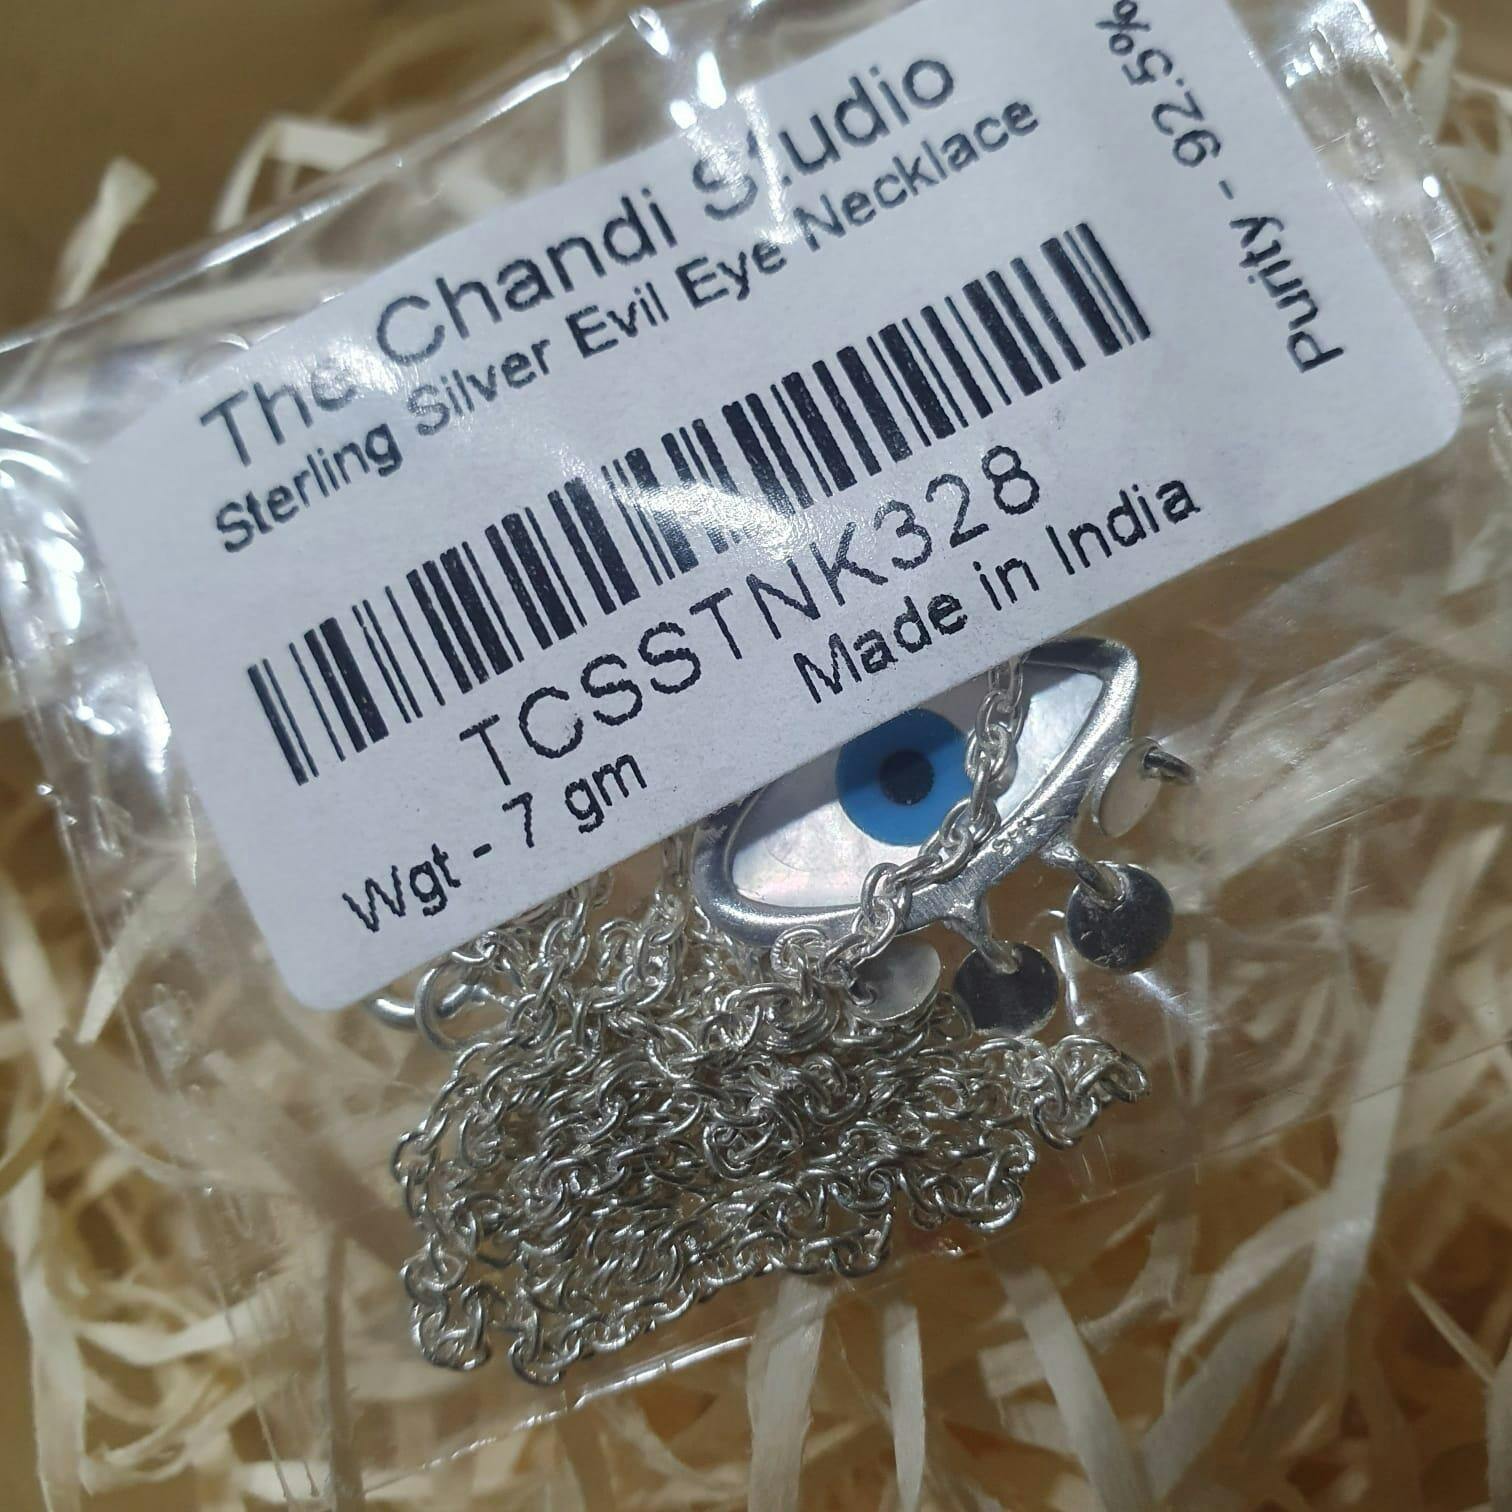 The Chandi Studio
Sterling Silver Evil Eye Necklace
TCSSTNK328
Wgt - 7 gm
Made in India
Purity - 92.5%